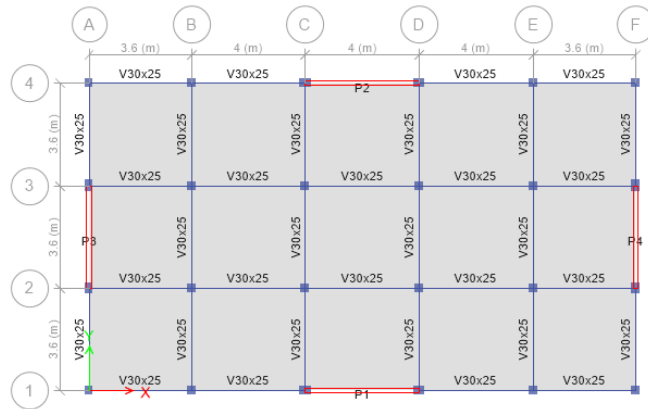 A B C D E F
3.6 (m) 4 (m) 4 (m) 4 (m) 3.6 (m)
V30x25 V30x25 V30x25 V30x25
4
P2
3.6 (m) V30x25 V30x25 V30x25 V30x25 V30x25 V30x25
V30x25 V30x25 V30x25 V30x25 V30x25
3
3.6 (m) P3 V30x25 V30x25 V30x25 V30x25 P4
V30x25 V30x25 V30x25 V30x25 V30x25
2
3.6 (m) V30x25 V30x25 V30x25 V30x25 V30x25 V30x25
Y
V30x25 V30x25 V30x25 V30x25
1
X P1